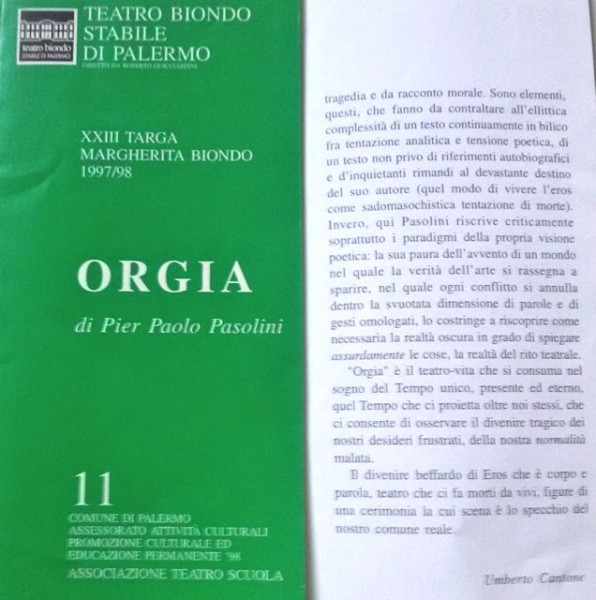 TEATRO BIONDO
STABILE
DI PALERMO
DIRETTO DA ROBERTO GUICCIARDINI
teatro biondo
STABILE DI PALERMO
XXIII TARGA
MARGHERITA BIONDO
1997/98
ORGIA
di Pier Paolo Pasolini
11
COMUNE DI PALERMO
ASSESSORATO ATTIVITÀ CULTURALI
PROMOZIONE CULTURALE ED
EDUCAZIONE PERMANENTE '98
ASSOCIAZIONE TEATRO SCUOLA
tragedia e da racconto morale. Sono elementi,
questi, che fanno da contraltare all'ellittica
complessità di un testo continuamente in bilico
fra tentazione analitica e tensione poetica, di
un testo non privo di riferimenti autobiografici
e d'inquietanti rimandi al devastante destino
del suo autore (quel modo di vivere l'eros
come sadomasochistica tentazione di morte).
Invero, qui Pasolini riscrive criticamente
soprattutto i paradigmi della propria visione
poetica: la sua paura dell'avvento di un mondo
nel quale la verità dell'arte si rassegna a
sparire, nel quale ogni conflitto si annulla
dentro la svuotata dimensione di parole e di
gesti omologati, lo costringe a riscoprire come
necessaria la realtà oscura in grado di spiegare
assurdamente le cose, la realtà del rito teatrale.
"Orgia" è il teatro-vita che si consuma nel
sogno del Tempo unico, presente ed eterno,
quel Tempo che ci proietta oltre noi stessi, che
ci consente di osservare il divenire tragico dei
nostri desideri frustrati, della nostra normalità
malata.
Il divenire beffardo di Eros che è corpo e
parola, teatro che ci fa morti da vivi, figure di
una cerimonia la cui scena è lo specchio del
nostro comune reale.
Umberto Cantone